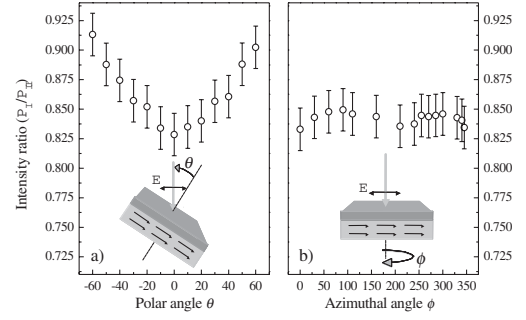 Intensity ratio (P_I/P_II)
0.925
0.900
0.875
0.850
0.825
0.800
0.775
0.750
0.725
θ
E
a)
-60 -40 -20 0 20 40 60
Polar angle θ
E
b)
ϕ
0 50 100 150 200 250 300 350
Azimuthal angle ϕ
0.925
0.900
0.875
0.850
0.825
0.800
0.775
0.750
0.725